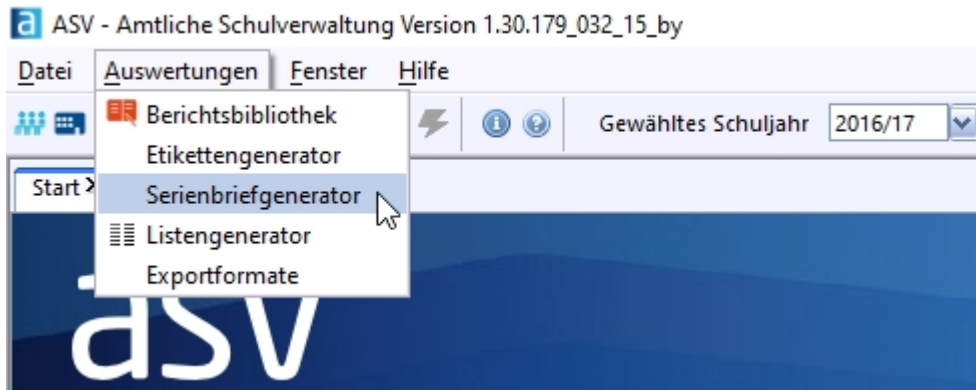 a ASV - Amtliche Schulverwaltung Version 1.30.179_032_15_by
Datei Auswertungen Fenster Hilfe
Gewähltes Schuljahr 2016/17
Berichtsbibliothek
Etikettengenerator
Serienbriefgenerator
Listengenerator
Exportformate
Start
asv